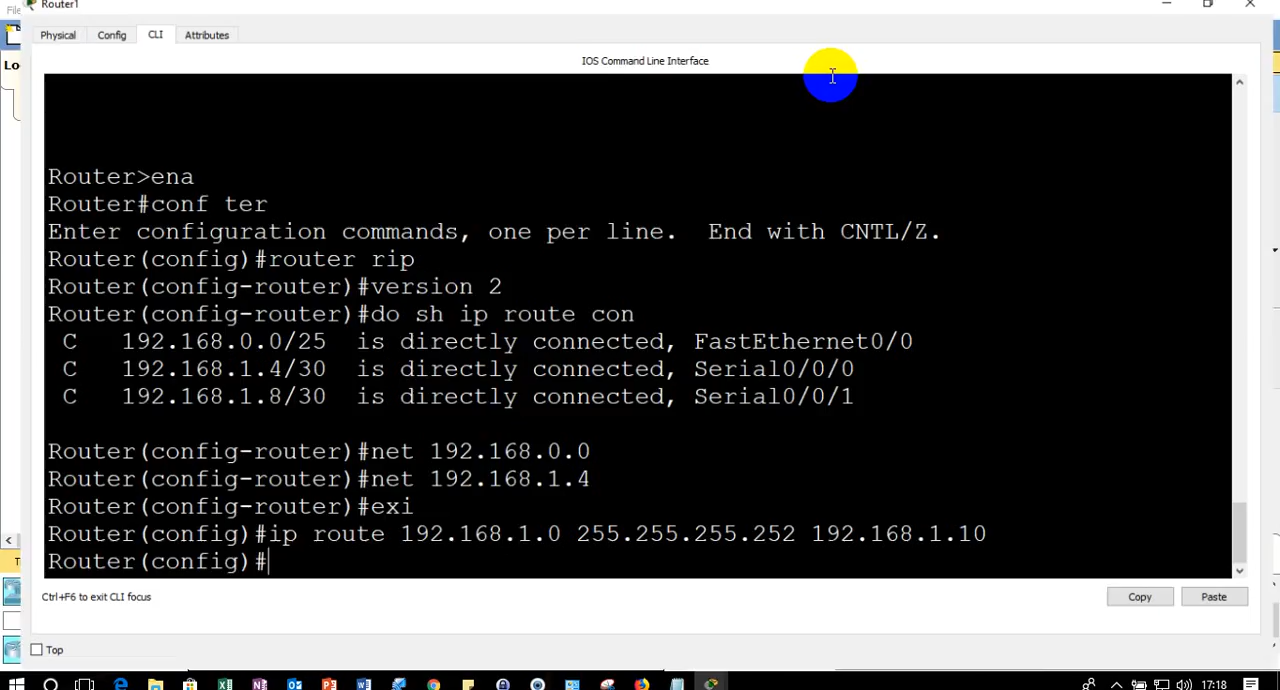 Router1
Physical Config CLI Attributes
IOS Command Line Interface
Router>ena
Router#conf ter
Enter configuration commands, one per line.  End with CNTL/Z.
Router(config)#router rip
Router(config-router)#version 2
Router(config-router)#do sh ip route con
C   192.168.0.0/25  is directly connected, FastEthernet0/0
C   192.168.1.4/30  is directly connected, Serial0/0/0
C   192.168.1.8/30  is directly connected, Serial0/0/1
Router(config-router)#net 192.168.0.0
Router(config-router)#net 192.168.1.4
Router(config-router)#exi
Router(config)#ip route 192.168.1.0 255.255.255.252 192.168.1.10
Router(config)#
Ctrl+F6 to exit CLI focus
Copy Paste
Top
17:18